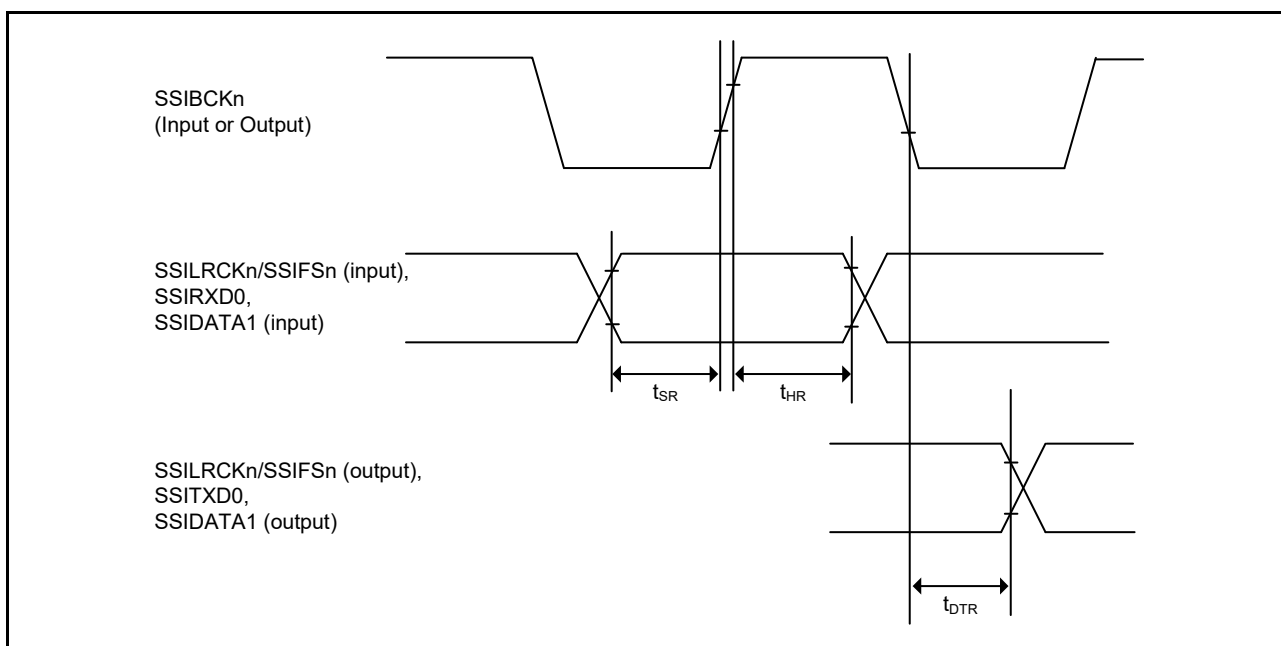 SSIBCKn
(Input or Output)
SSILRCKn/SSIFSn (input),
SSIRXD0,
SSIDATA1 (input)
tSR
tHR
SSILRCKn/SSIFSn (output),
SSITXD0,
SSIDATA1 (output)
tDTR